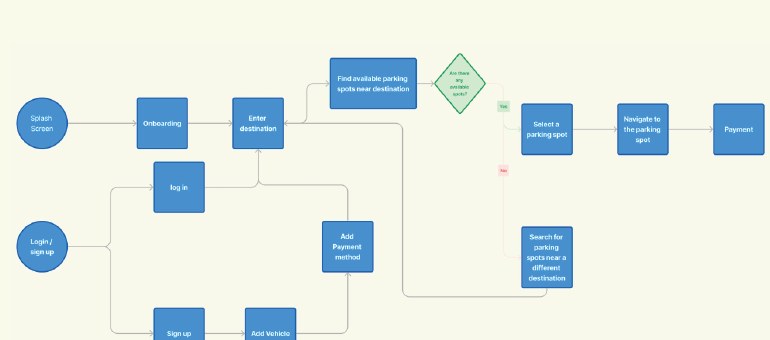 Splash
Screen
Onboarding
Enter
destination
Find available parking
spots near destination
Are there
any
available
spots?
Yes
Select a
parking spot
Navigate to
the parking
spot
Payment
log in
Login /
sign up
Add
Payment
method
Search for
parking
spots near a
different
destination
Sign up
Add Vehicle